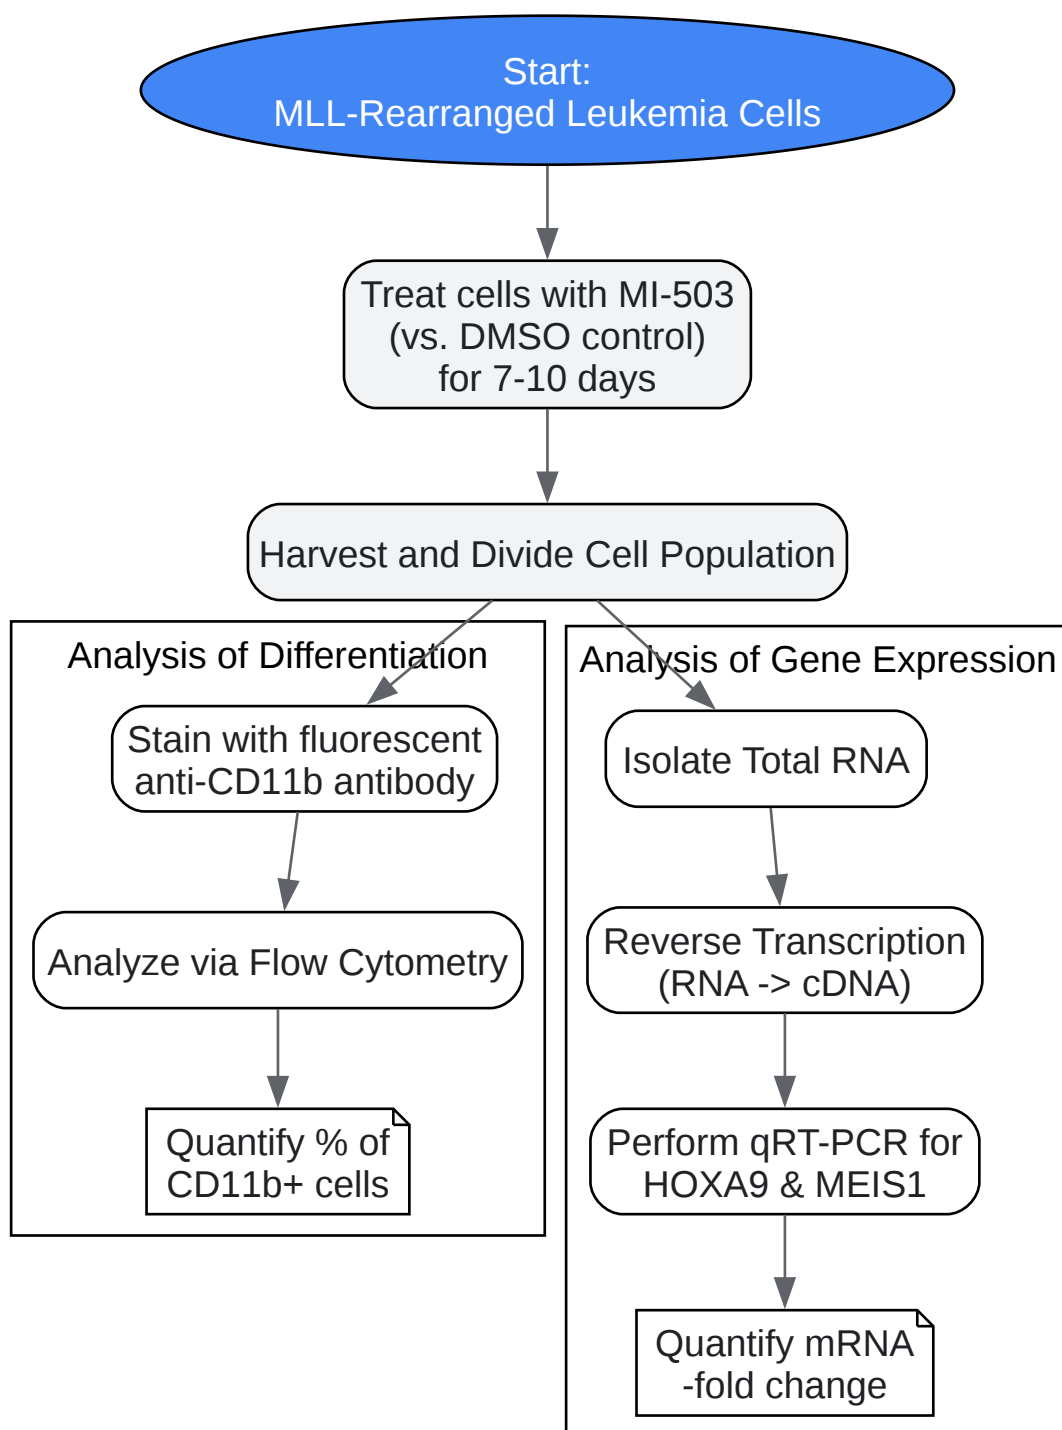 Start:
MLL-Rearranged Leukemia Cells
Treat cells with MI-503
(vs. DMSO control)
for 7-10 days
Harvest and Divide Cell Population
Analysis of Differentiation
Stain with fluorescent
anti-CD11b antibody
Analyze via Flow Cytometry
Quantify % of
CD11b+ cells
Analysis of Gene Expression
Isolate Total RNA
Reverse Transcription
(RNA -> cDNA)
Perform qRT-PCR for
HOXA9 & MEIS1
Quantify mRNA
-fold change